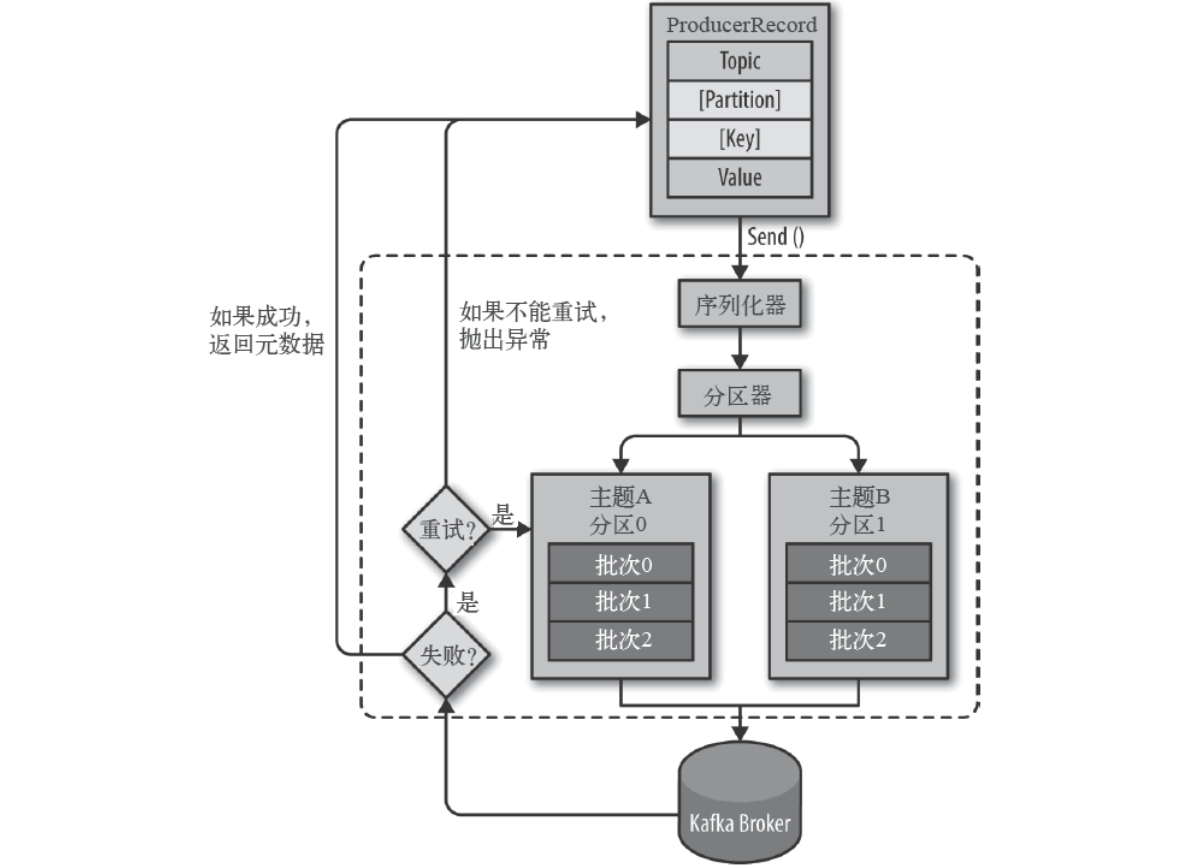 ProducerRecord
Topic
[Partition]
[Key]
Value
Send ()
序列化器
如果成功，
返回元数据
如果不能重试，
抛出异常
分区器
主题A
分区0
批次0
批次1
批次2
主题B
分区1
批次0
批次1
批次2
重试?
是
是
失败?
Kafka Broker